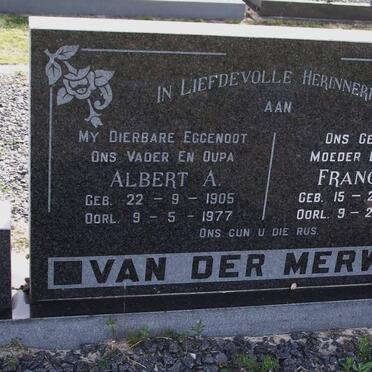 IN LIEFDEVOLLE HERINNERI
AAN
MY DIERBARE EGGENOOT
ONS VADER EN OUPA
ALBERT A.
GEB. 22 - 9 - 1905
OORL. 9 - 5 - 1977
ONS GE
MOEDER
FRANC
GEB. 15 - 2
OORL. 9 - 2
ONS GUN U DIE RUS.
VAN DER MERW